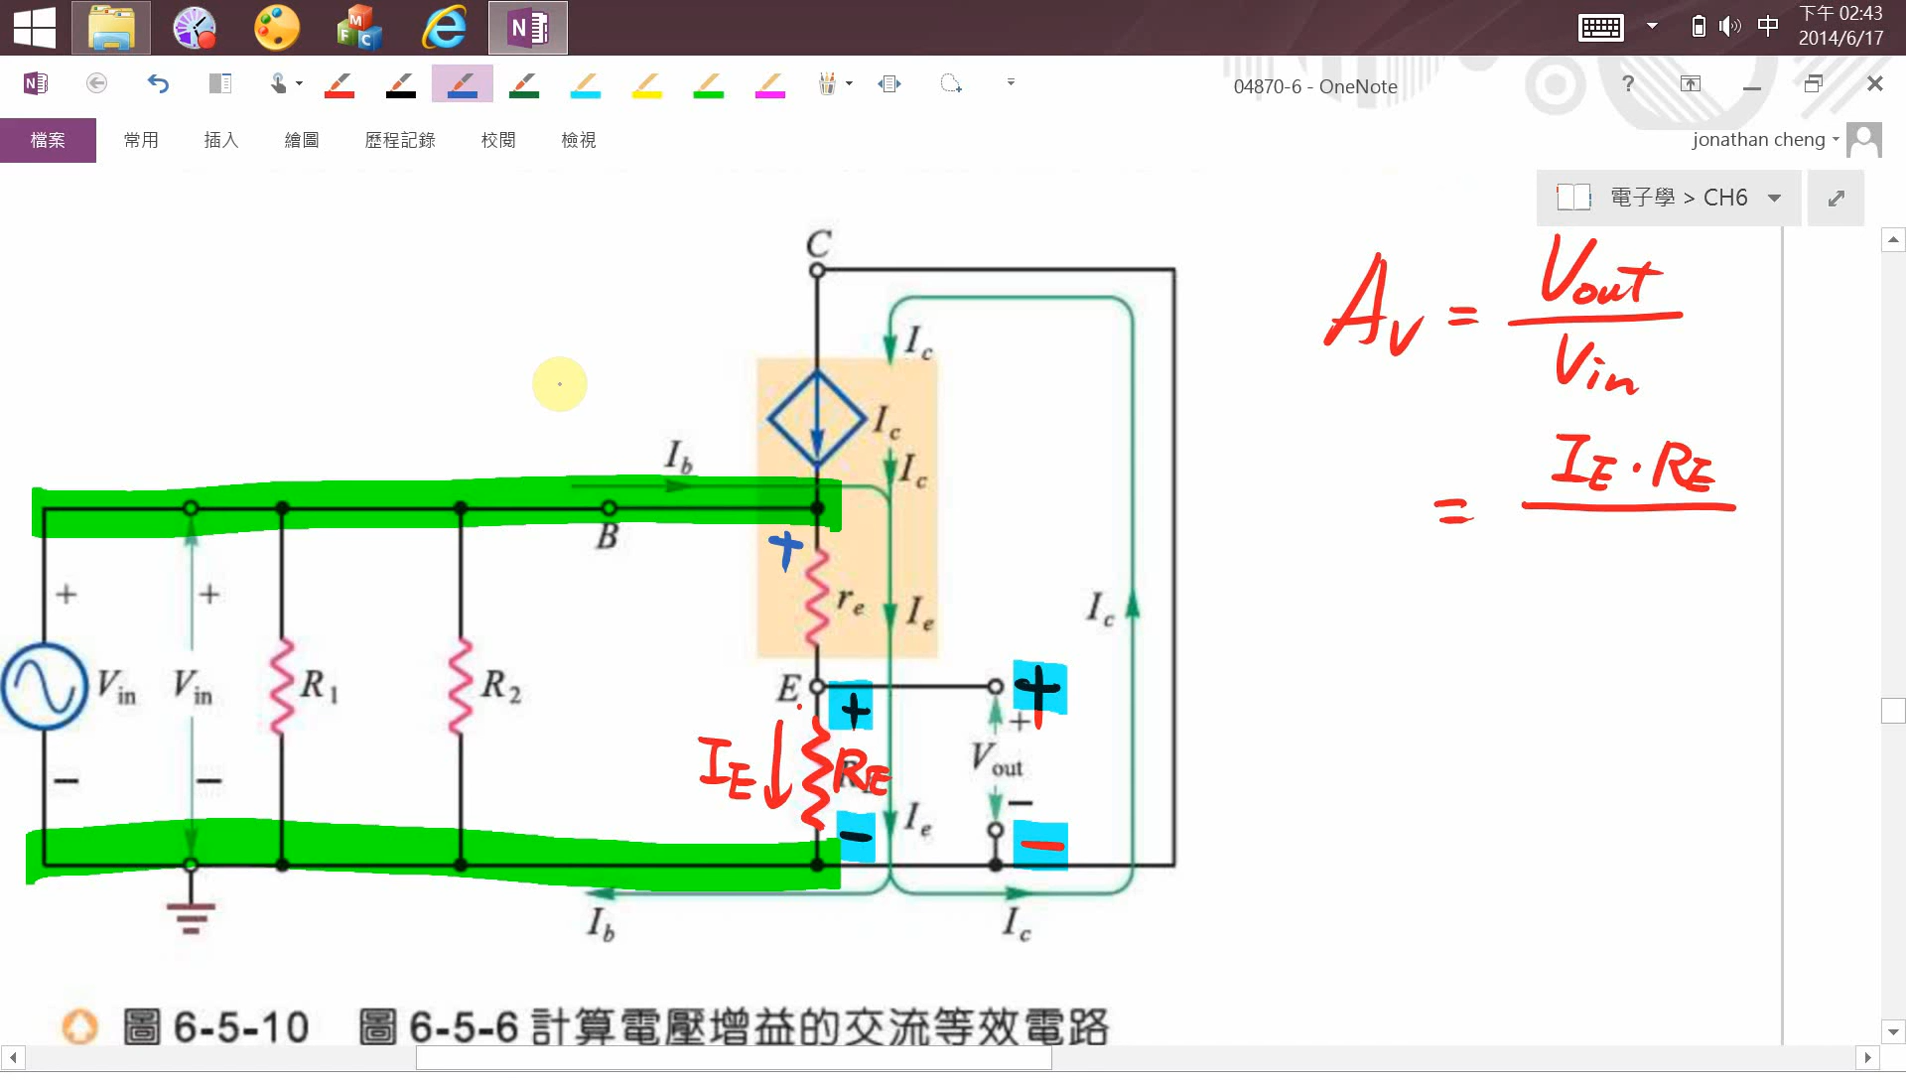 下午 02:43
中
2014/6/17
04870-6 - OneNote
?
檔案 常用 插入 繪圖 歷程記錄 校閱 檢視
jonathan cheng
電子學 > CH6
C
Av = Vout / Vin
Ic
Ic
Ib
Ic
= IE · RE
B
+
+ +
re
Ie
Ic
Vin Vin R1 R2
E + +
+
IE RE
Vout
− −
− Ie −
−
Ib Ic
圖 6-5-10 圖 6-5-6 計算電壓增益的交流等效電路